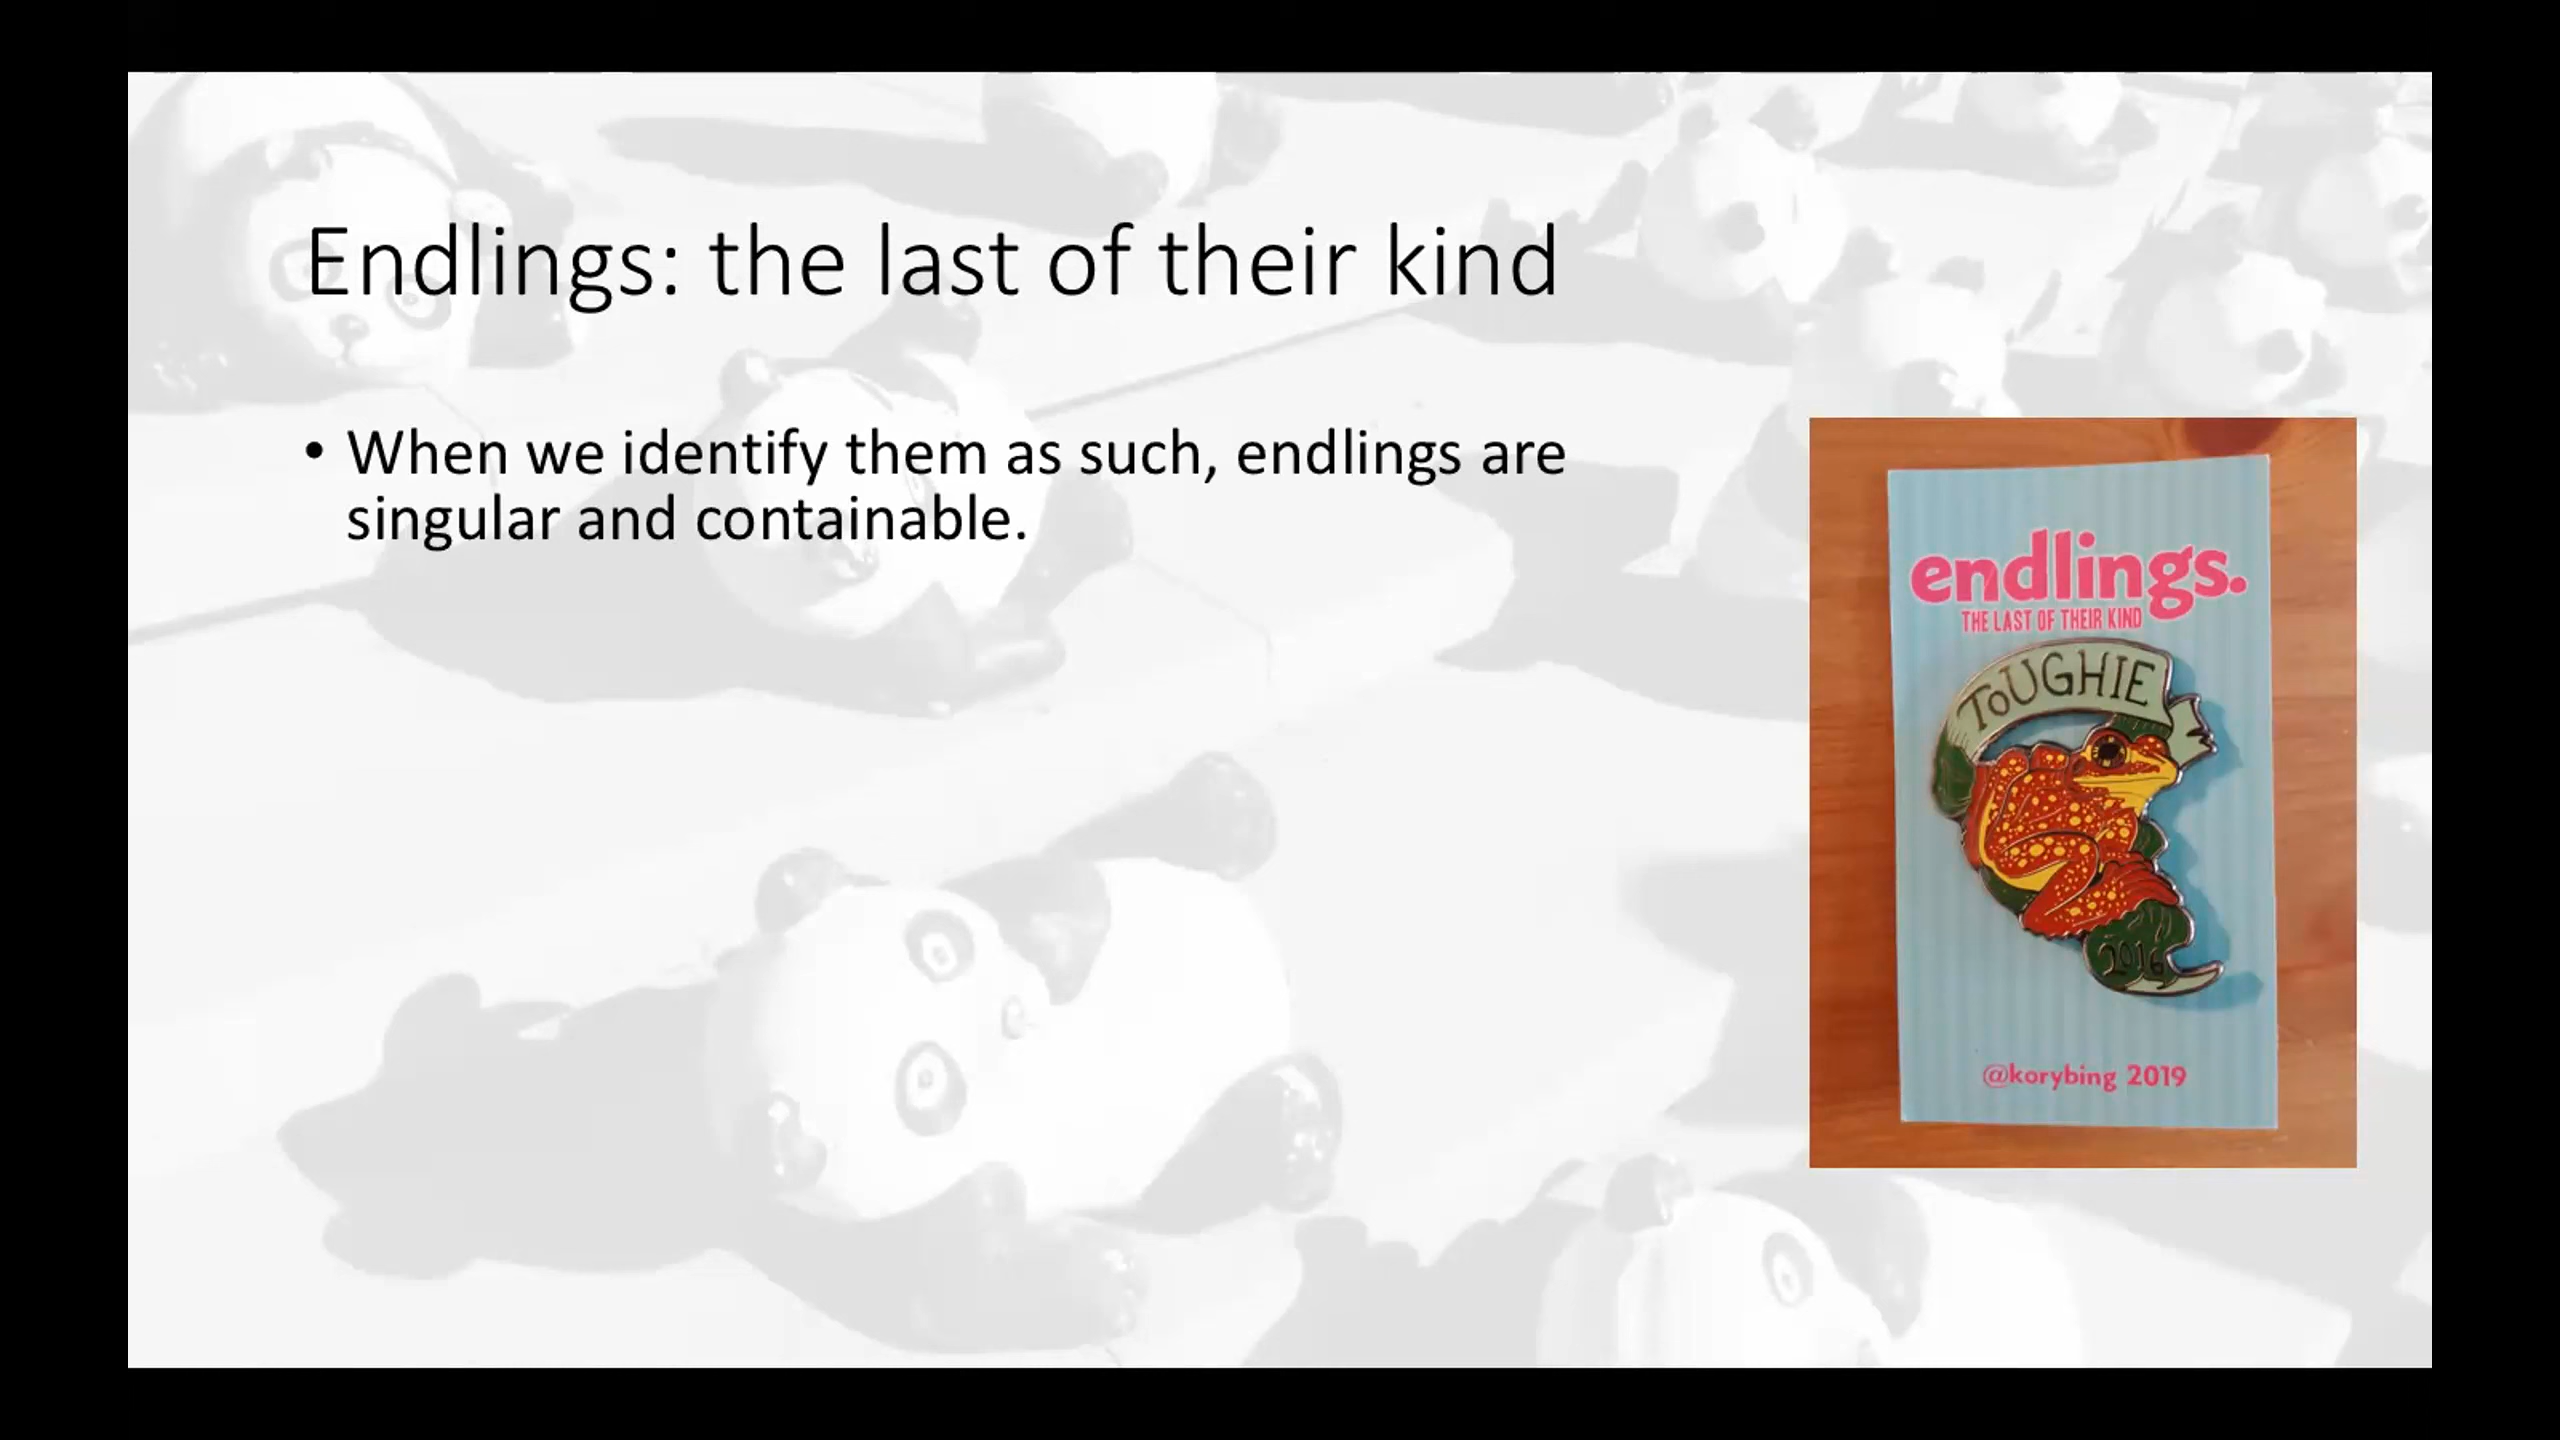 Endlings: the last of their kind
• When we identify them as such, endlings are
singular and containable.
endlings.
THE LAST OF THEIR KIND
ToUGHIE
2016
@korybing 2019